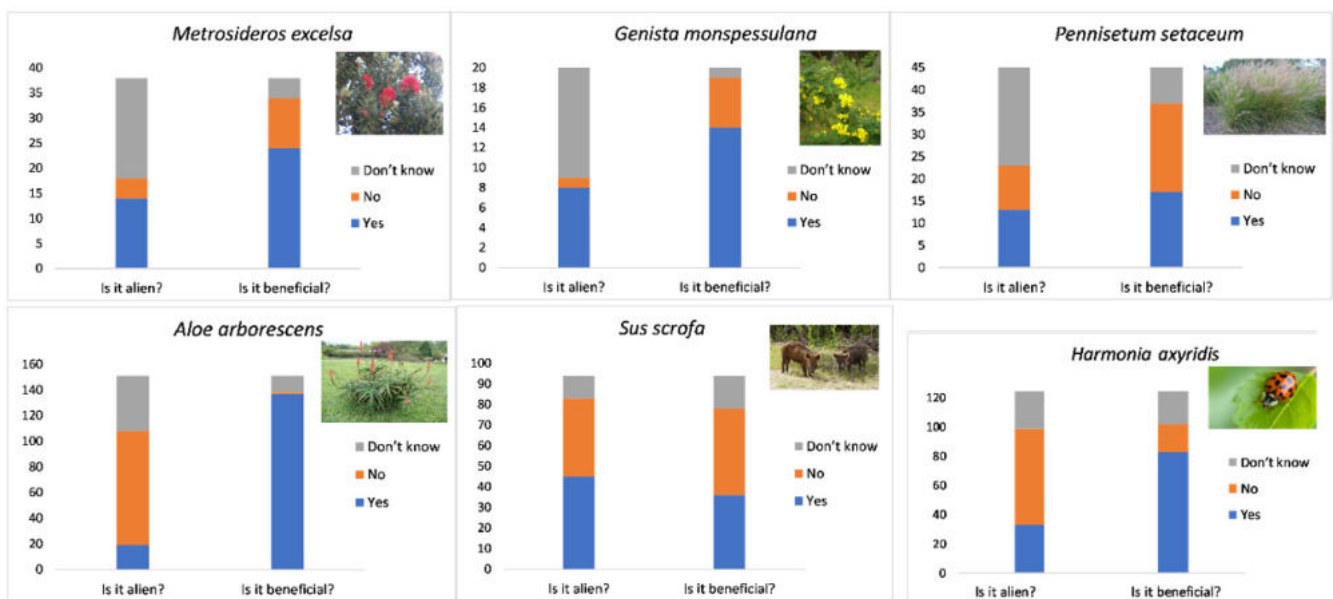 Metrosideros excelsa
40
35
30
25
20
15
10
5
0
Is it alien?
Is it beneficial?
Don't know
No
Yes
Genista monspessulana
20
18
16
14
12
10
8
6
4
2
0
Is it alien?
Is it beneficial?
Don't know
No
Yes
Pennisetum setaceum
45
40
35
30
25
20
15
10
5
0
Is it alien?
Is it beneficial?
Don't know
No
Yes
Aloe arborescens
160
140
120
100
80
60
40
20
0
Is it alien?
Is it beneficial?
Don't know
No
Yes
Sus scrofa
100
90
80
70
60
50
40
30
20
10
0
Is it alien?
Is it beneficial?
Don't know
No
Yes
Harmonia axyridis
120
100
80
60
40
20
0
Is it alien?
Is it beneficial?
Don't know
No
Yes